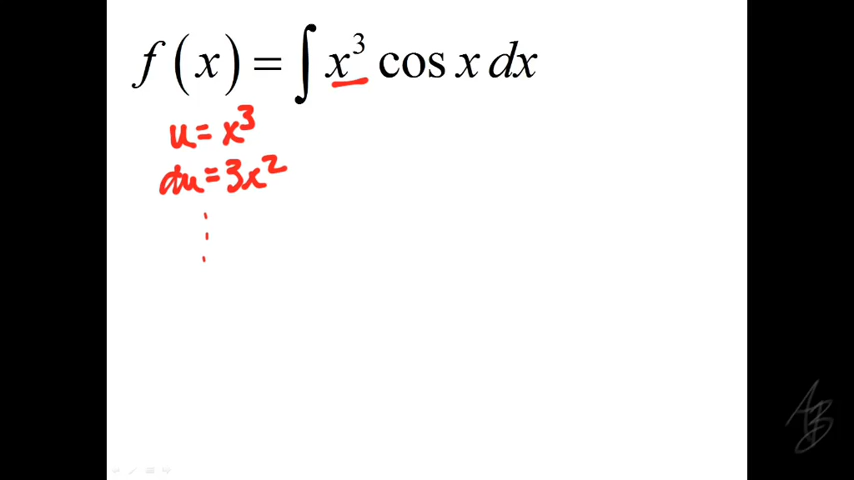 f(x) = ∫ x³ cos x dx
u = x³
du = 3x²